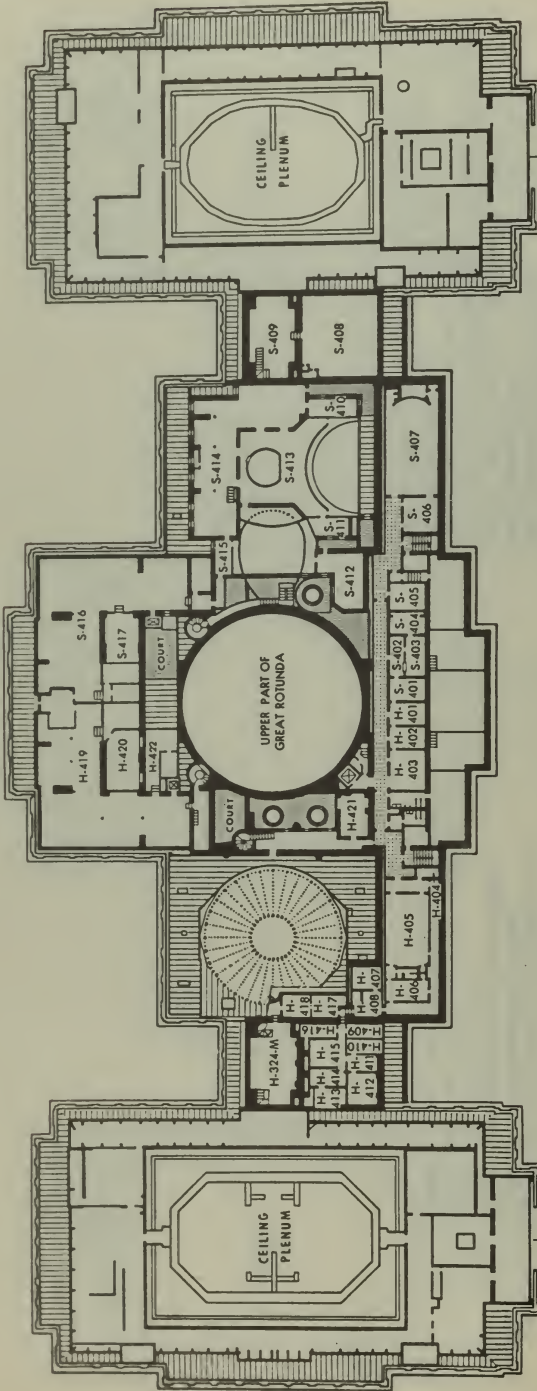 CEILING
PLENUM
S-409
S-408
S-414
S-413
S-410
S-411
S-415
S-412
S-407
S-406
S-405
S-404
S-402
S-403
S-401
H-401
H-402
H-403
S-416
S-417
COURT
H-419
H-420
H-422
UPPER PART OF
GREAT ROTUNDA
COURT
H-421
H-405
H-404
H-406
H-407
H-408
H-418
H-417
H-416
H-409
H-324-M
H-415
H-410
H-414
H-411
H-413
H-412
CEILING
PLENUM